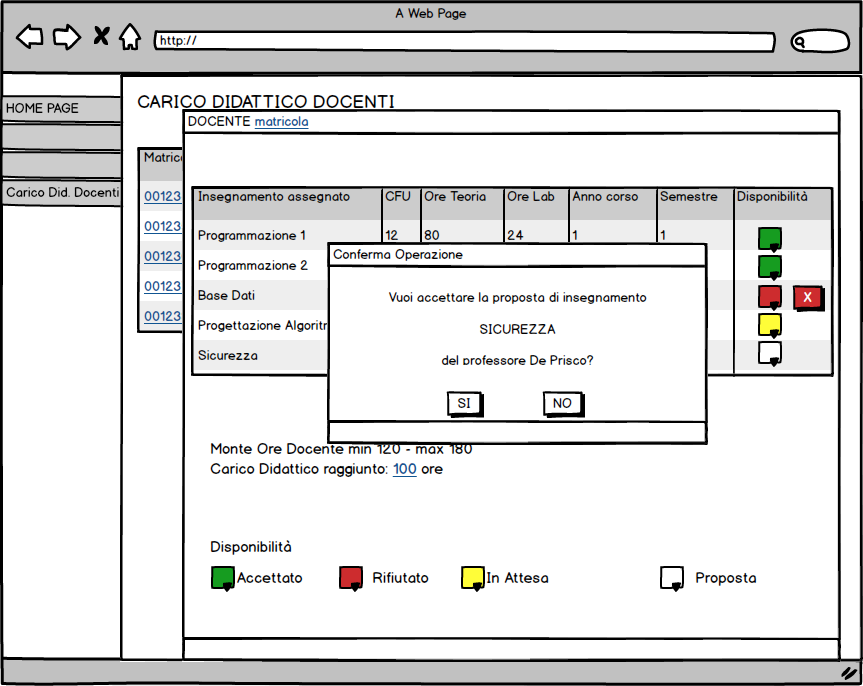 A Web Page
http://
HOME PAGE
Carico Did. Docenti
CARICO DIDATTICO DOCENTI
DOCENTE matricola
00123
00123
00123
00123
00123
Insegnamento assegnato CFU Ore Teoria Ore Lab Anno corso Semestre Disponibilità
Programmazione 1 12 80 24 1 1
Programmazione 2
Base Dati X
Sicurezza
Conferma Operazione
Vuoi accettare la proposta di insegnamento
SICUREZZA
del professore De Prisco?
SI NO
Monte Ore Docente min 120 - max 180
Carico Didattico raggiunto: 100 ore
Disponibilità
Accettato Rifiutato In Attesa Proposta